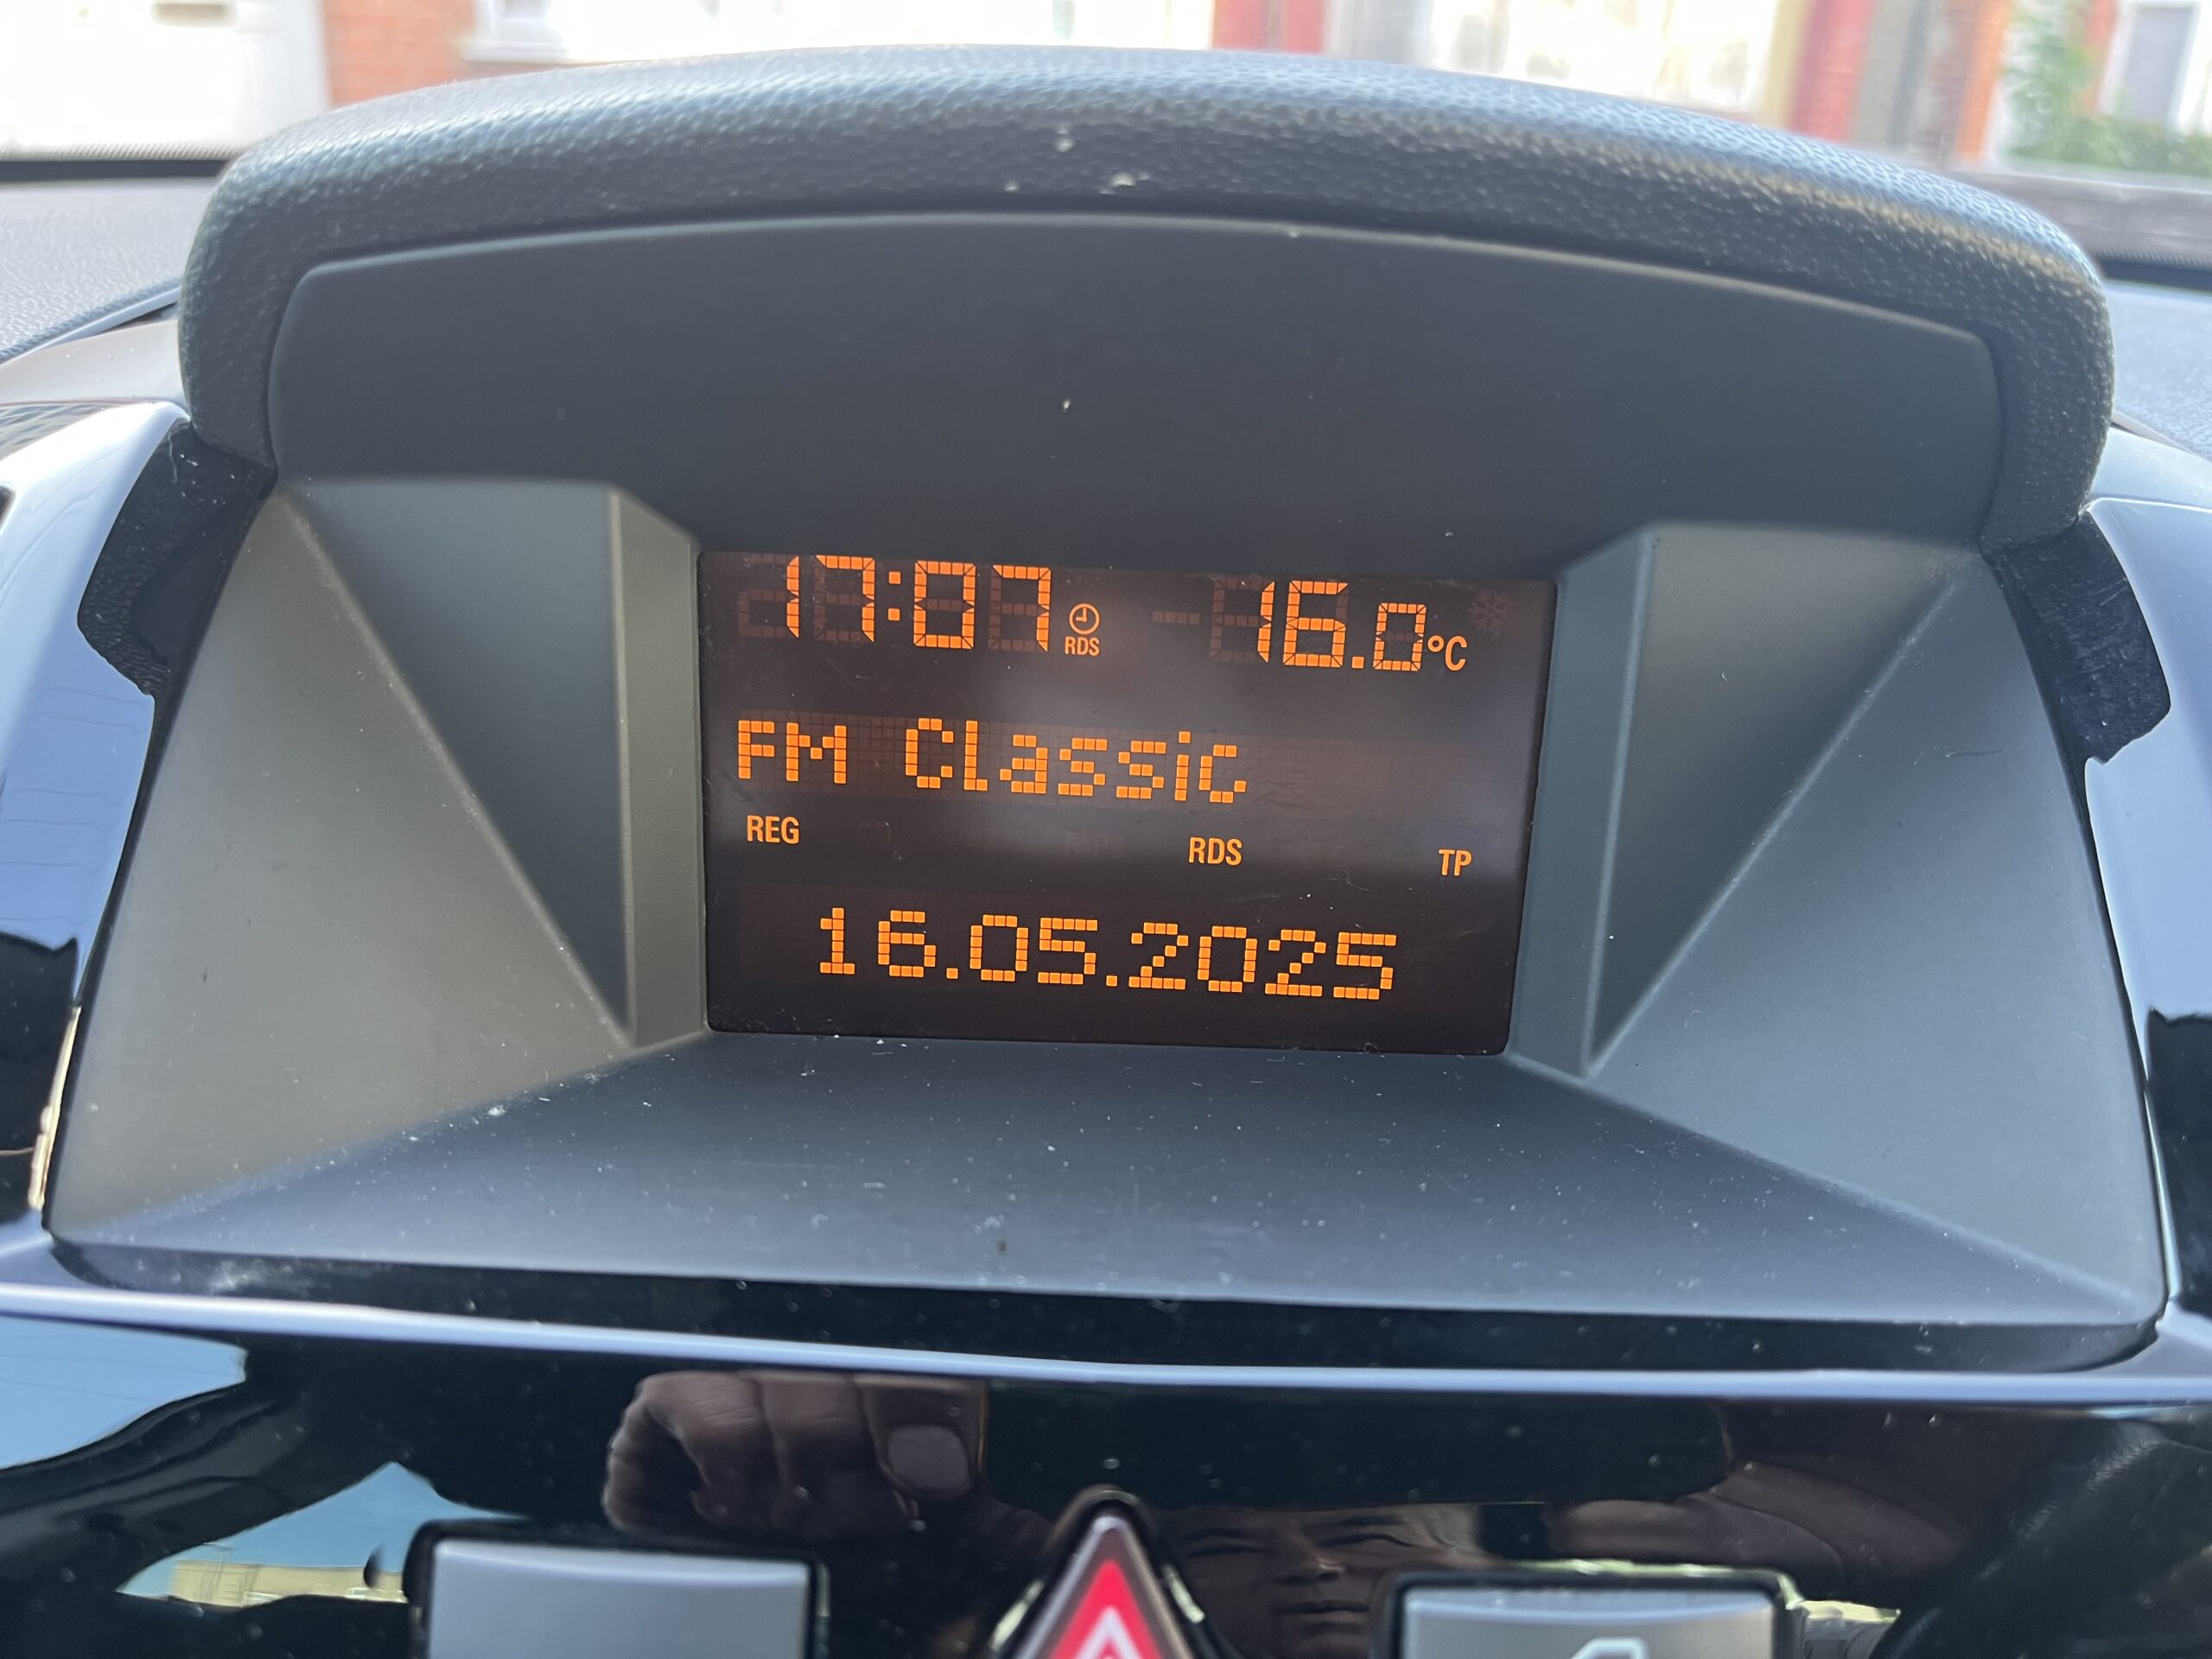 17:07 RDS 16.0°C
FM Classic
REG RDS TP
16.05.2025